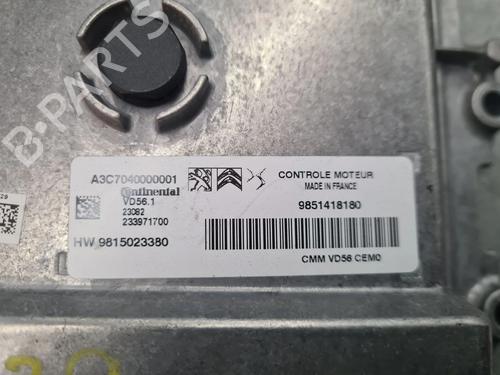 B-PARTS
A3C7040000001
Continental
VD56.1
23082
233971700
HW 9815023380
CONTROLE MOTEUR
MADE IN FRANCE
9851418180
CMM VD56 CEM0